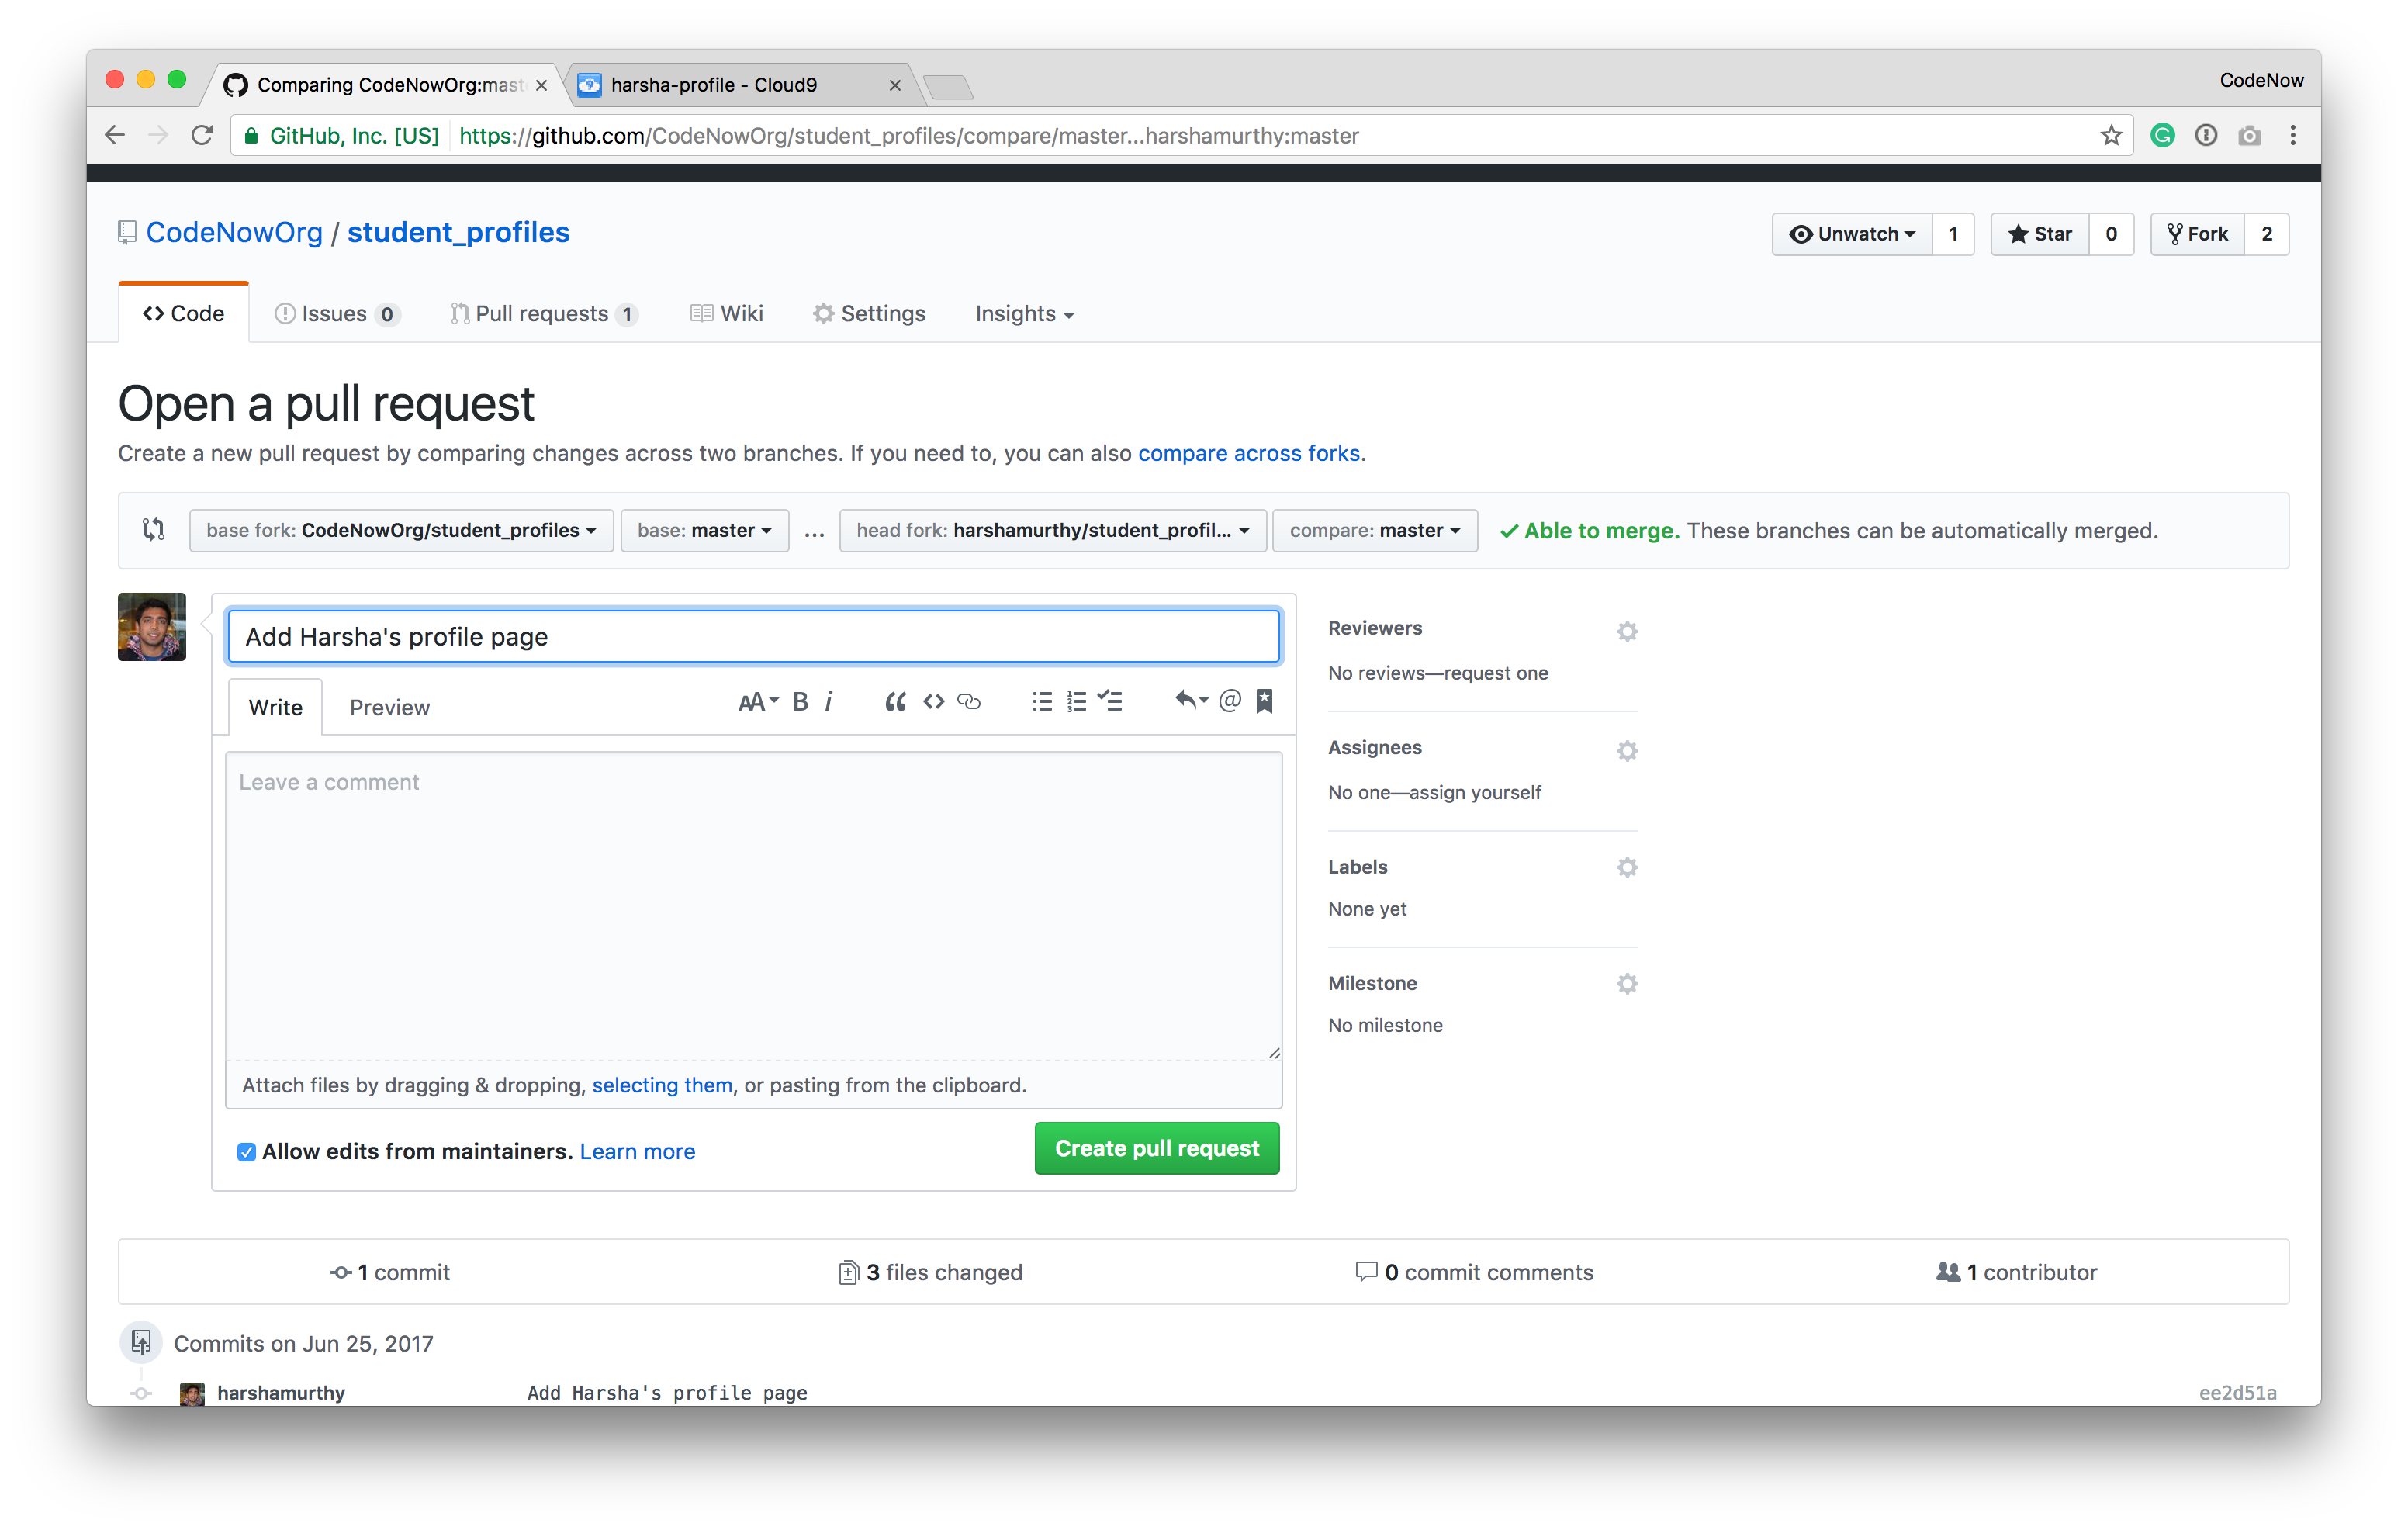 Comparing CodeNowOrg:mast
harsha-profile - Cloud9
CodeNow
GitHub, Inc. [US] https://github.com/CodeNowOrg/student_profiles/compare/master...harshamurthy:master
CodeNowOrg / student_profiles
Unwatch 1 Star 0 Fork 2
Code Issues 0 Pull requests 1 Wiki Settings Insights
Open a pull request
Create a new pull request by comparing changes across two branches. If you need to, you can also compare across forks.
base fork: CodeNowOrg/student_profiles base: master ... head fork: harshamurthy/student_profil... compare: master Able to merge. These branches can be automatically merged.
Add Harsha's profile page
Write Preview AA B i
Leave a comment
Attach files by dragging & dropping, selecting them, or pasting from the clipboard.
Allow edits from maintainers. Learn more
Create pull request
Reviewers
No reviews—request one
Assignees
No one—assign yourself
Labels
None yet
Milestone
No milestone
1 commit 3 files changed 0 commit comments 1 contributor
Commits on Jun 25, 2017
harshamurthy Add Harsha's profile page ee2d51a